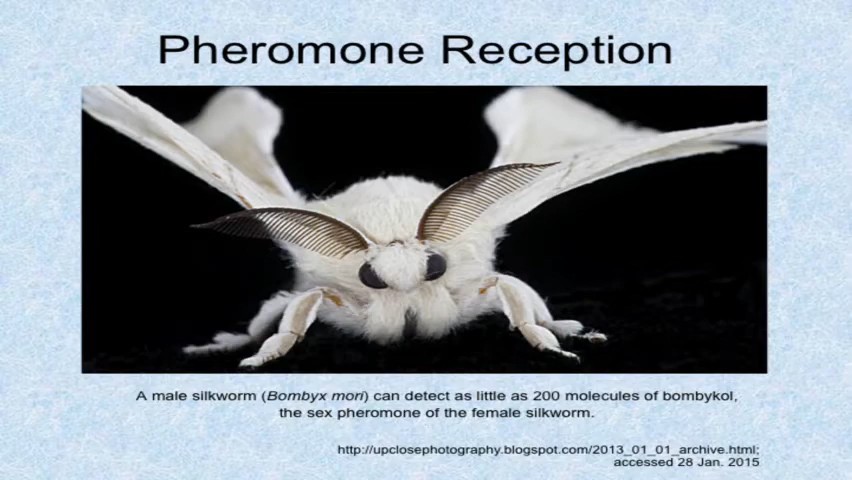 Pheromone Reception
A male silkworm (Bombyx mori) can detect as little as 200 molecules of bombykol,
the sex pheromone of the female silkworm.
http://upclosephotography.blogspot.com/2013_01_01_archive.html;
accessed 28 Jan. 2015